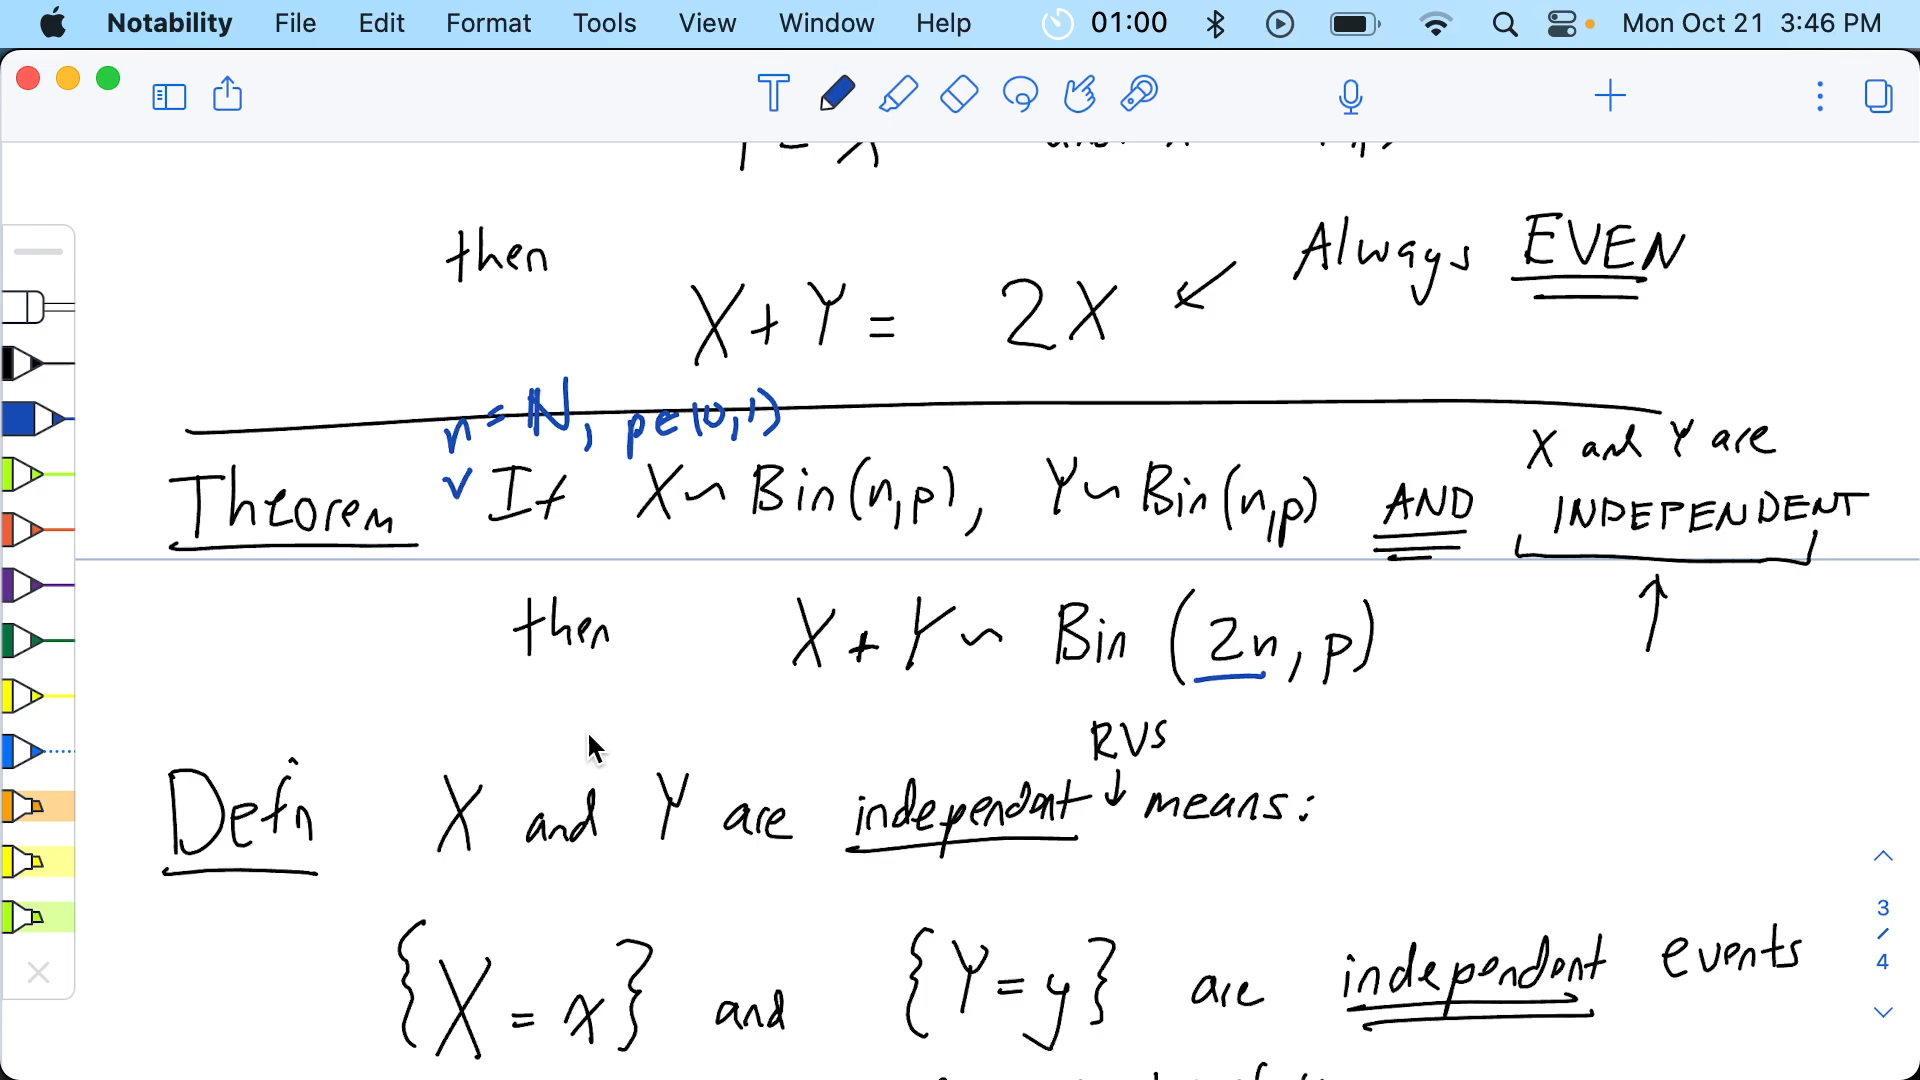 Notability File Edit Format Tools View Window Help 01:00 Mon Oct 21 3:46 PM
then X + Y = 2X Always EVEN
n = ℕ, p ∈ (0,1)
X and Y are
Theorem ∨ If X ~ Bin(n,p), Y ~ Bin(n,p) AND INDEPENDENT
then X + Y ~ Bin (2n, p)
RVS
Defn X and Y are independent ↓ means:
{X = x} and {Y = y} are independent events
3
/
4